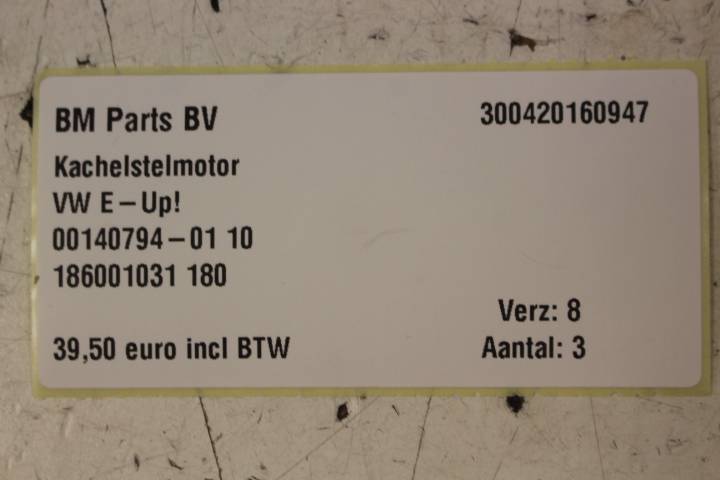 BM Parts BV 300420160947
Kachelstelmotor
VW E-Up!
00140794-01 10
186001031 180
Verz: 8
39,50 euro incl BTW Aantal: 3